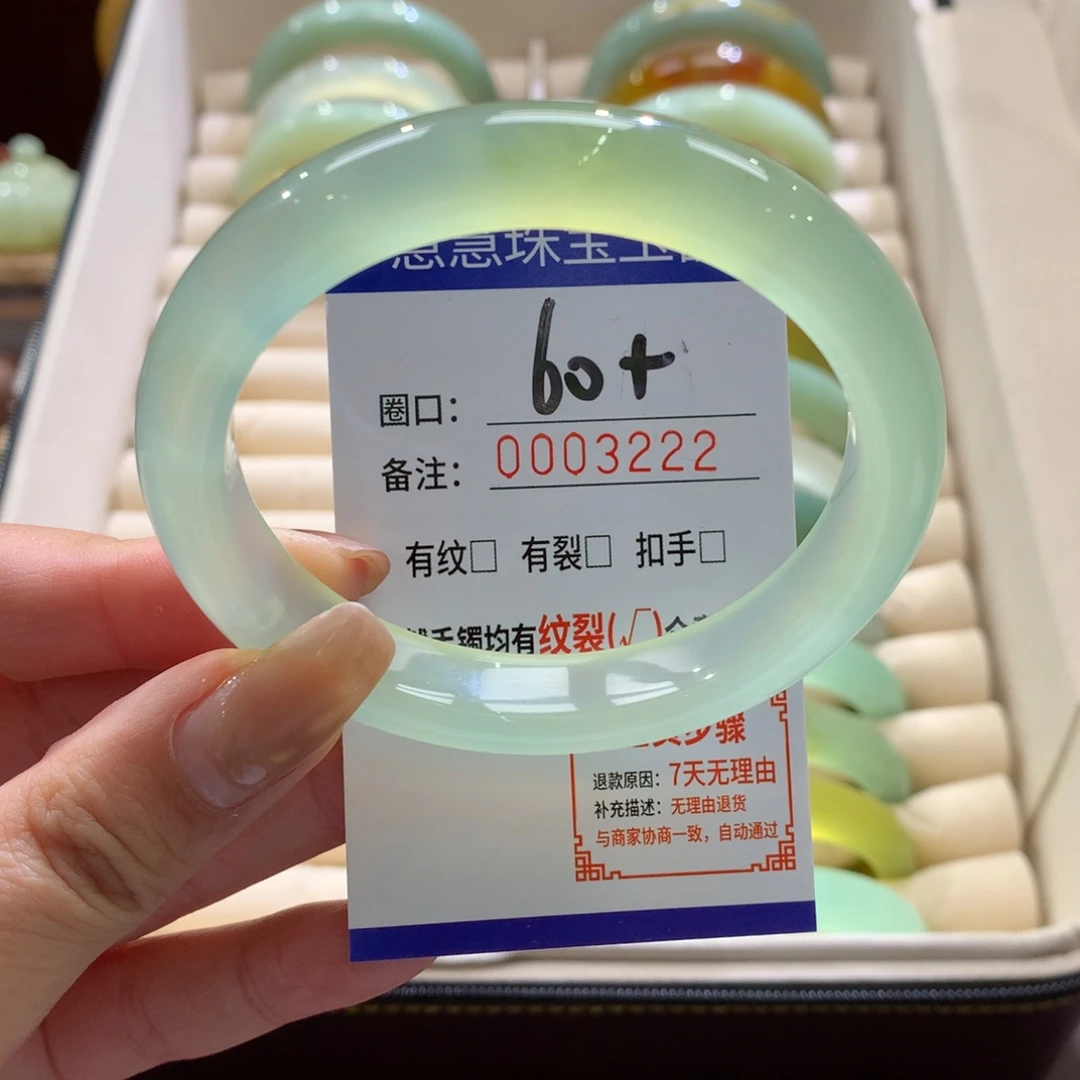 珠宝玉
圈口: 60+
备注: 0003222
有纹□ 有裂□ 扣手□
手镯均有纹裂(√)
骤
退款原因: 7天无理由
补充描述: 无理由退货
与商家协商一致，自动通过